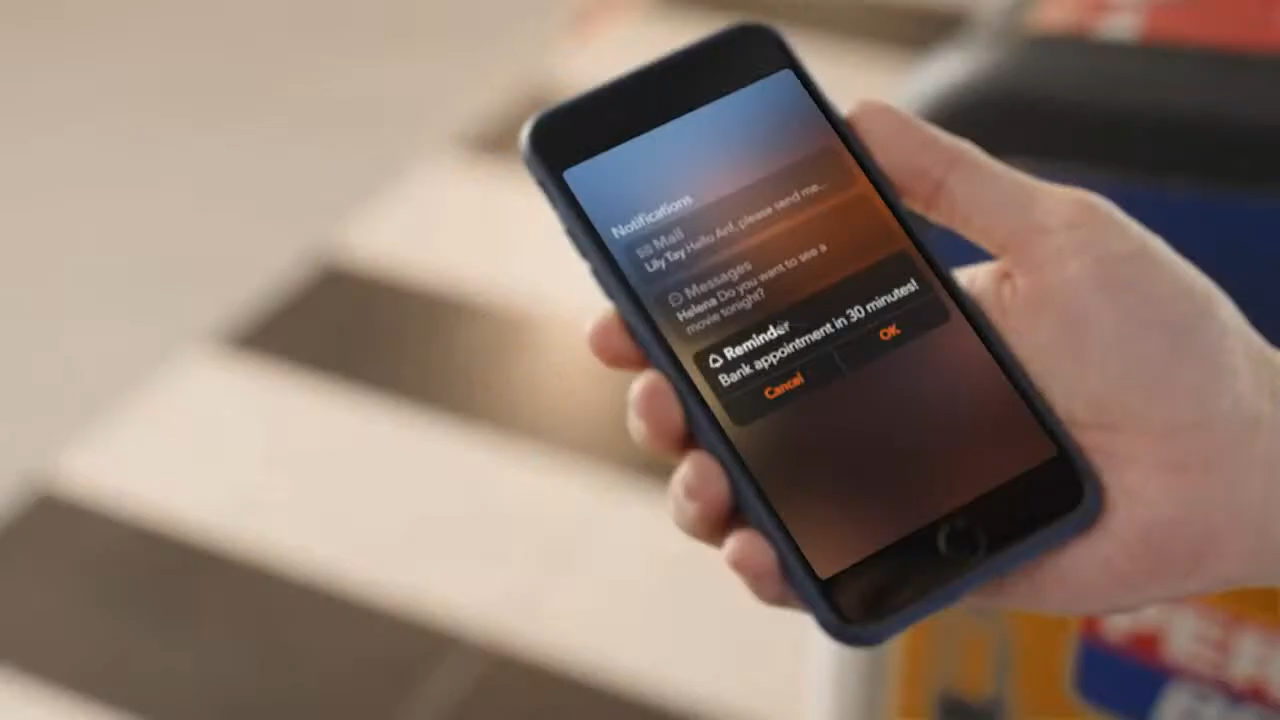 Notifications
Mail
Lily Tay Hello Arif, please send me...
Messages
Helena Do you want to see a
movie tonight?
Reminder
Bank appointment in 30 minutes!
Cancel
OK